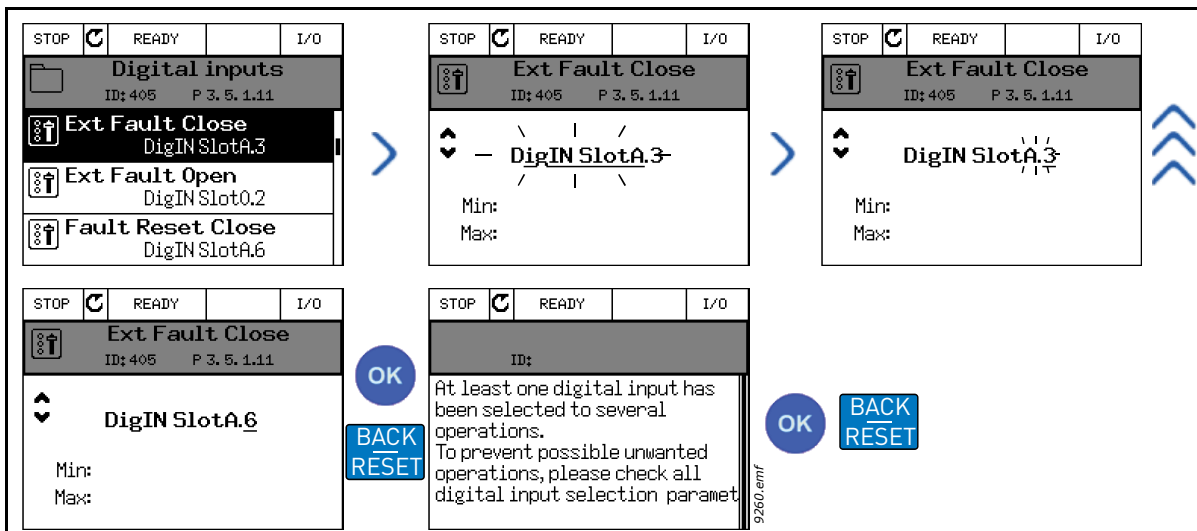 STOP READY I/O
Digital inputs
ID: 405 P 3.5.1.11
Ext Fault Close
DigIN SlotA.3
Ext Fault Open
DigIN Slot0.2
Fault Reset Close
DigIN SlotA.6
STOP READY I/O
Ext Fault Close
ID: 405 P 3.5.1.11
DigIN SlotA.3
Min:
Max:
STOP READY I/O
Ext Fault Close
ID: 405 P 3.5.1.11
DigIN SlotA.3
Min:
Max:
STOP READY I/O
Ext Fault Close
ID: 405 P 3.5.1.11
DigIN SlotA.6
Min:
Max:
OK
BACK
RESET
STOP READY I/O
ID:
At least one digital input has
been selected to several
operations.
To prevent possible unwanted
operations, please check all
digital input selection paramet
OK
BACK
RESET
9260.emf